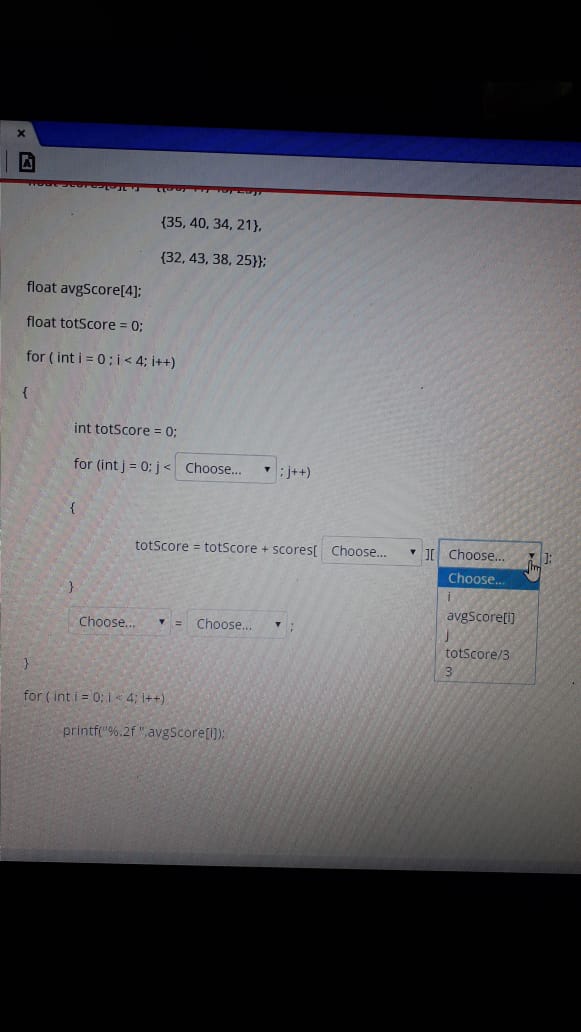 {35, 40, 34, 21},
{32, 43, 38, 25}};
float avgScore[4];
float totScore = 0;
for ( int i = 0 ; i < 4; i++)
{
int totScore = 0;
for (int j = 0; j < Choose... ; j++)
{
totScore = totScore + scores[ Choose... ][ Choose... ];
Choose...
i
avgScore[i]
j
totScore/3
3
}
Choose... = Choose... ;
}
for ( int i = 0; i < 4; i++)
printf("%.2f ",avgScore[i]);